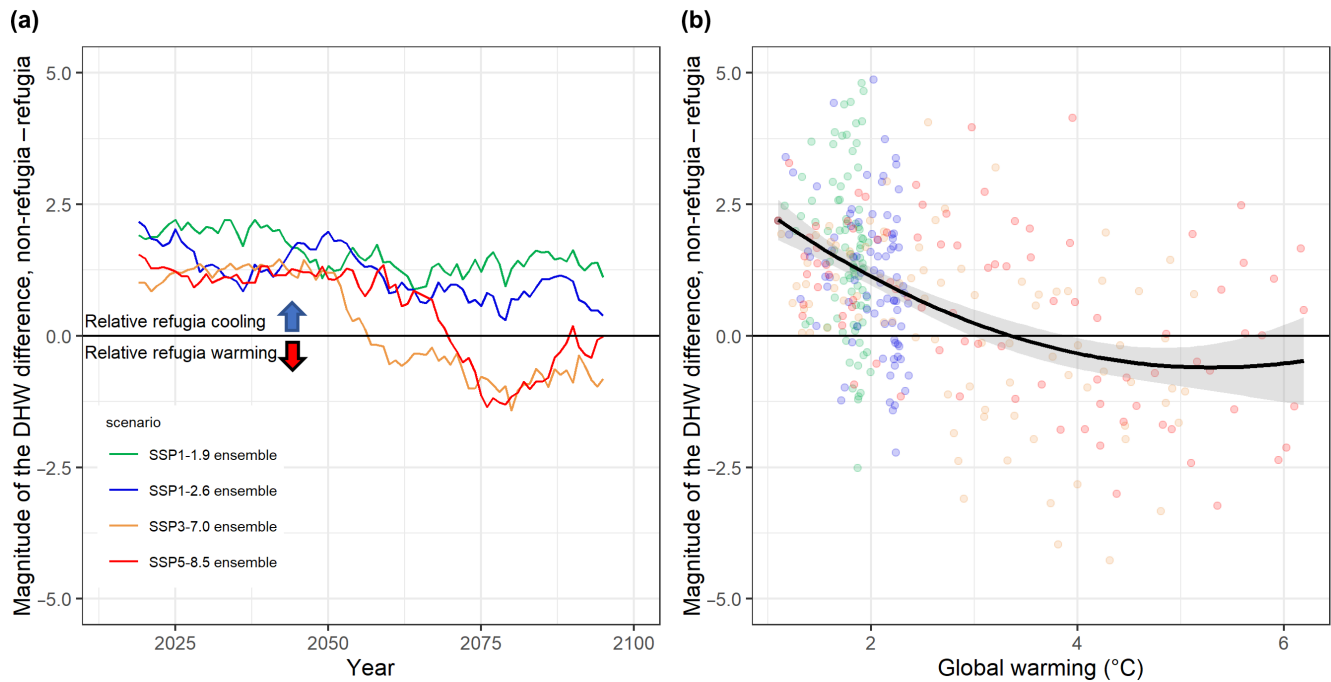 (a)
Magnitude of the DHW difference, non-refugia – refugia
5.0
2.5
0.0
−2.5
−5.0
Relative refugia cooling
Relative refugia warming
scenario
SSP1-1.9 ensemble
SSP1-2.6 ensemble
SSP3-7.0 ensemble
SSP5-8.5 ensemble
2025
2050
2075
2100
Year
(b)
Magnitude of the DHW difference, non-refugia – refugia
5.0
2.5
0.0
−2.5
−5.0
2
4
6
Global warming (°C)